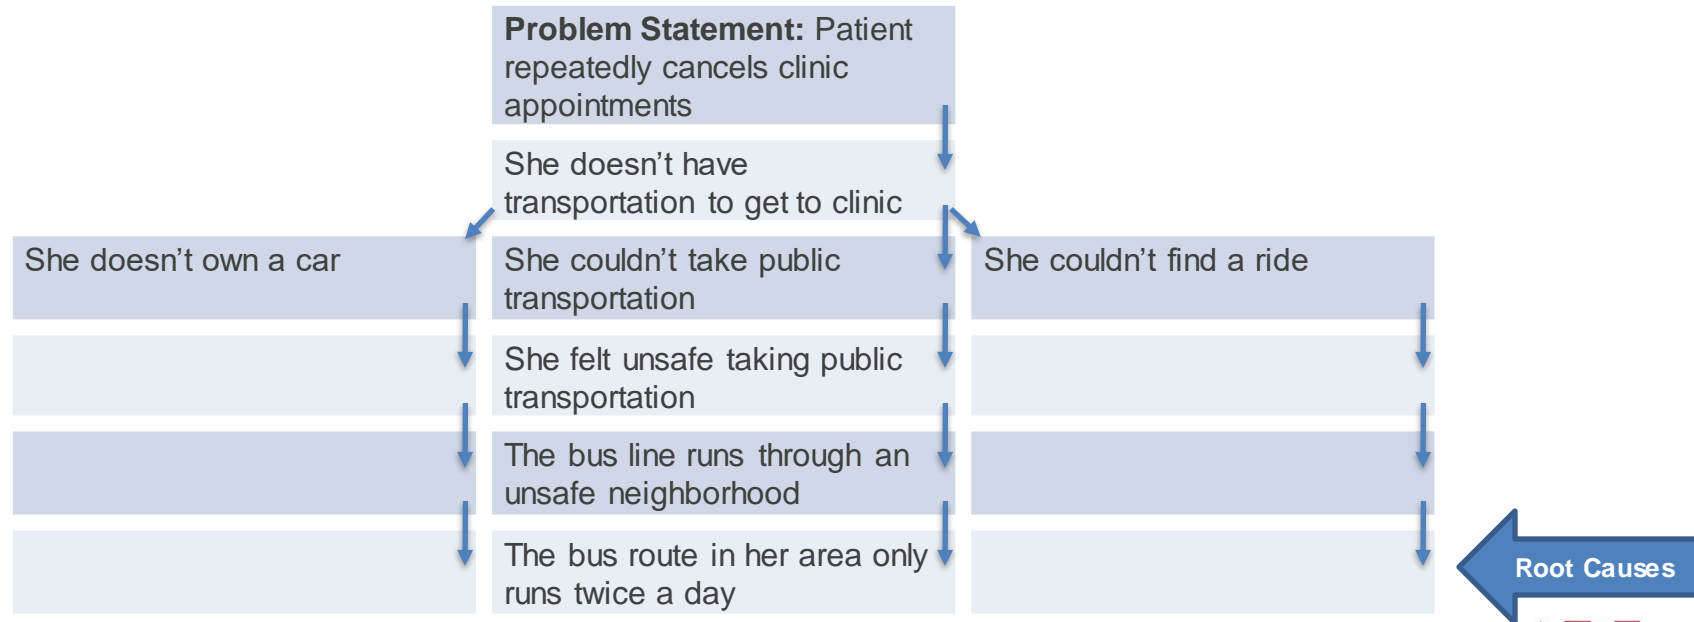 Problem Statement: Patient
repeatedly cancels clinic
appointments
She doesn’t have
transportation to get to clinic
She doesn’t own a car
She couldn’t take public
transportation
She couldn’t find a ride
She felt unsafe taking public
transportation
The bus line runs through an
unsafe neighborhood
The bus route in her area only
runs twice a day
Root Causes